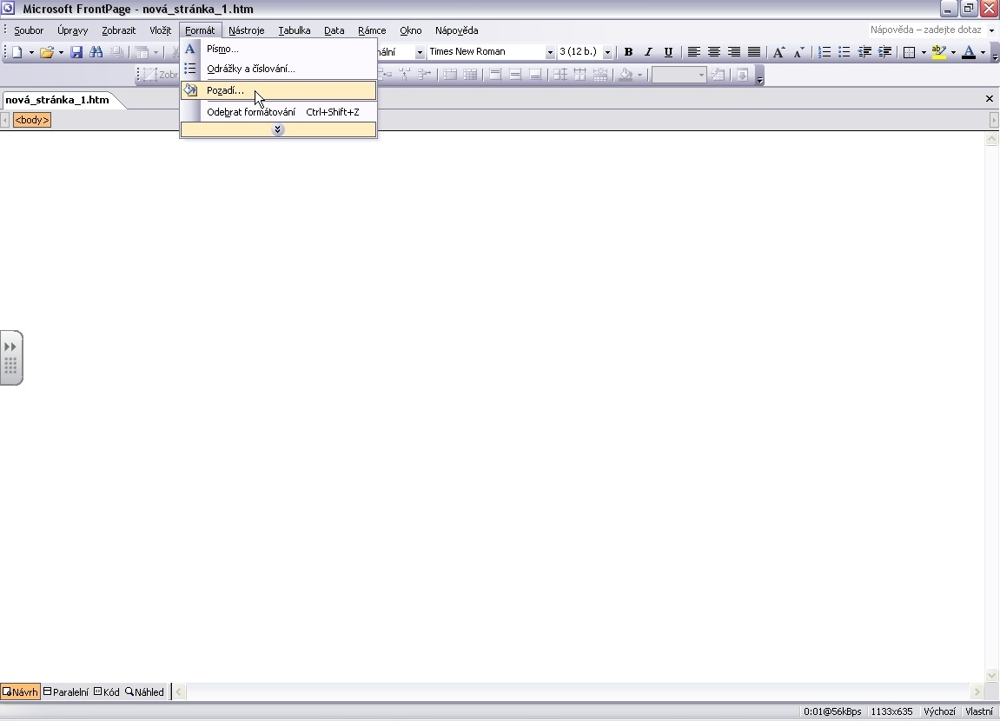 Microsoft FrontPage - nová_stránka_1.htm
Soubor Úpravy Zobrazit Vložit Formát Nástroje Tabulka Data Rámce Okno Nápověda Nápověda – zadejte dotaz
Písmo...
nální Times New Roman 3 (12 b.) B I U A A ab A
Odrážky a číslování...
Zobr
Pozadí...
nová_stránka_1.htm
Odebrat formátování Ctrl+Shift+Z
<body>
Návrh Paralelní Kód Náhled
0:01@56kBps 1133x635 Výchozí Vlastní